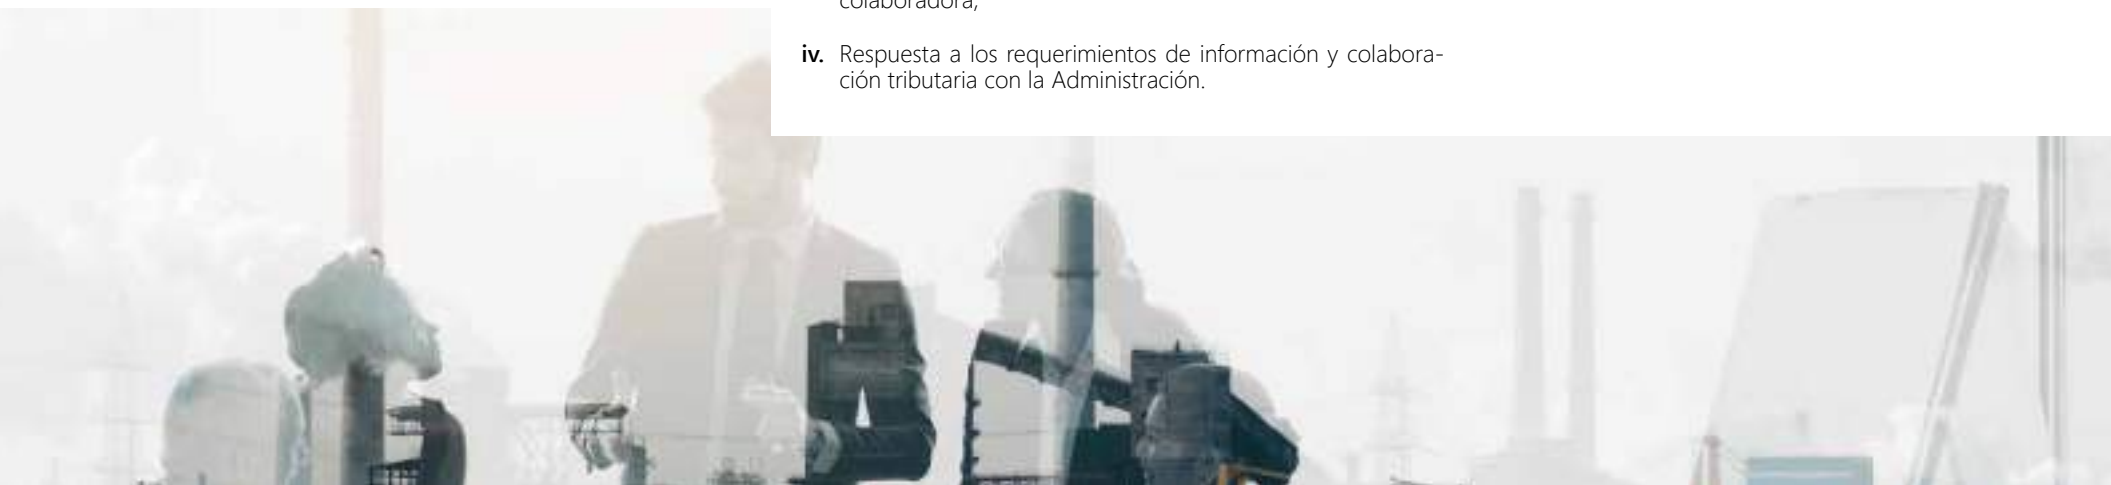 colaboradora;
iv. Respuesta a los requerimientos de información y colabora-
ción tributaria con la Administración.